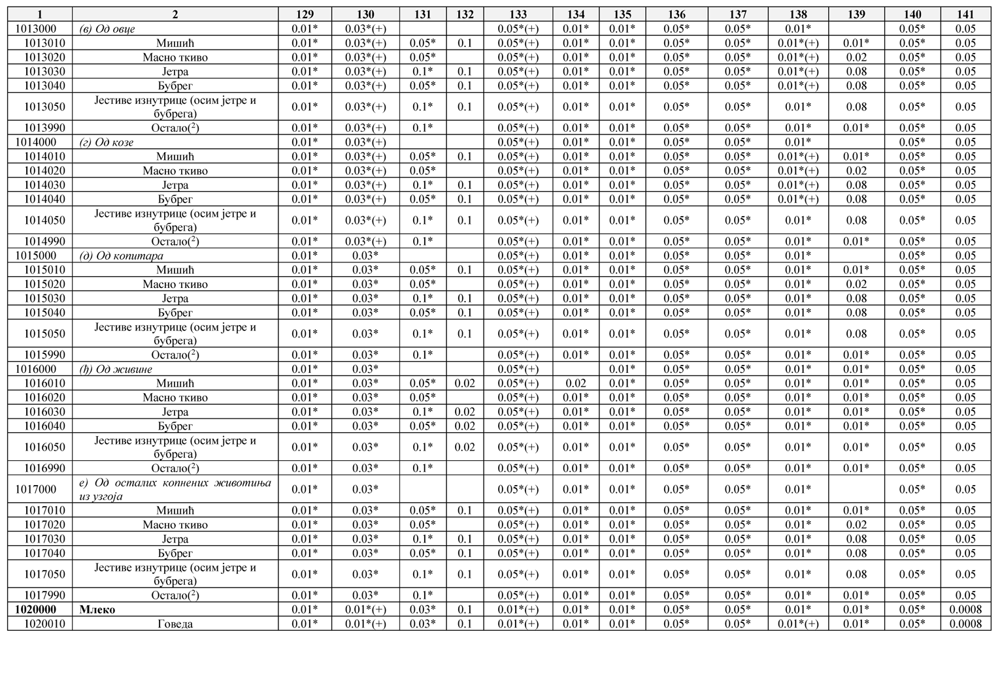 1 2 129 130 131 132 133 134 135 136 137 138 139 140 141
1013000 (в) Од овце 0.01* 0.03*(+) 0.05*(+) 0.01* 0.01* 0.05* 0.05* 0.01* 0.05* 0.05
1013010 Мишић 0.01* 0.03*(+) 0.05* 0.1 0.05*(+) 0.01* 0.01* 0.05* 0.05* 0.01*(+) 0.01* 0.05* 0.05
1013020 Масно ткиво 0.01* 0.03*(+) 0.05* 0.05*(+) 0.01* 0.01* 0.05* 0.05* 0.01*(+) 0.02 0.05* 0.05
1013030 Јетра 0.01* 0.03*(+) 0.1* 0.1 0.05*(+) 0.01* 0.01* 0.05* 0.05* 0.01*(+) 0.08 0.05* 0.05
1013040 Бубрег 0.01* 0.03*(+) 0.05* 0.1 0.05*(+) 0.01* 0.01* 0.05* 0.05* 0.01*(+) 0.08 0.05* 0.05
1013050 Јестиве изнутрице (осим јетре и
бубрега) 0.01* 0.03*(+) 0.1* 0.1 0.05*(+) 0.01* 0.01* 0.05* 0.05* 0.01* 0.08 0.05* 0.05
1013990 Остало(²) 0.01* 0.03*(+) 0.1* 0.05*(+) 0.01* 0.01* 0.05* 0.05* 0.01* 0.01* 0.05* 0.05
1014000 (г) Од козе 0.01* 0.03*(+) 0.05*(+) 0.01* 0.01* 0.05* 0.05* 0.01* 0.05* 0.05
1014010 Мишић 0.01* 0.03*(+) 0.05* 0.1 0.05*(+) 0.01* 0.01* 0.05* 0.05* 0.01*(+) 0.01* 0.05* 0.05
1014020 Масно ткиво 0.01* 0.03*(+) 0.05* 0.05*(+) 0.01* 0.01* 0.05* 0.05* 0.01*(+) 0.02 0.05* 0.05
1014030 Јетра 0.01* 0.03*(+) 0.1* 0.1 0.05*(+) 0.01* 0.01* 0.05* 0.05* 0.01*(+) 0.08 0.05* 0.05
1014040 Бубрег 0.01* 0.03*(+) 0.05* 0.1 0.05*(+) 0.01* 0.01* 0.05* 0.05* 0.01*(+) 0.08 0.05* 0.05
1014050 Јестиве изнутрице (осим јетре и
бубрега) 0.01* 0.03*(+) 0.1* 0.1 0.05*(+) 0.01* 0.01* 0.05* 0.05* 0.01* 0.08 0.05* 0.05
1014990 Остало(²) 0.01* 0.03*(+) 0.1* 0.05*(+) 0.01* 0.01* 0.05* 0.05* 0.01* 0.01* 0.05* 0.05
1015000 (д) Од копитара 0.01* 0.03* 0.05*(+) 0.01* 0.01* 0.05* 0.05* 0.01* 0.05* 0.05
1015010 Мишић 0.01* 0.03* 0.05* 0.1 0.05*(+) 0.01* 0.01* 0.05* 0.05* 0.01* 0.01* 0.05* 0.05
1015020 Масно ткиво 0.01* 0.03* 0.05* 0.05*(+) 0.01* 0.01* 0.05* 0.05* 0.01* 0.02 0.05* 0.05
1015030 Јетра 0.01* 0.03* 0.1* 0.1 0.05*(+) 0.01* 0.01* 0.05* 0.05* 0.01* 0.08 0.05* 0.05
1015040 Бубрег 0.01* 0.03* 0.05* 0.1 0.05*(+) 0.01* 0.01* 0.05* 0.05* 0.01* 0.08 0.05* 0.05
1015050 Јестиве изнутрице (осим јетре и
бубрега) 0.01* 0.03* 0.1* 0.1 0.05*(+) 0.01* 0.01* 0.05* 0.05* 0.01* 0.08 0.05* 0.05
1015990 Остало(²) 0.01* 0.03* 0.1* 0.05*(+) 0.01* 0.01* 0.05* 0.05* 0.01* 0.01* 0.05* 0.05
1016000 (ђ) Од живине 0.01* 0.03* 0.05*(+) 0.01* 0.05* 0.05* 0.01* 0.01* 0.05* 0.05
1016010 Мишић 0.01* 0.03* 0.05* 0.02 0.05*(+) 0.02 0.01* 0.05* 0.05* 0.01* 0.01* 0.05* 0.05
1016020 Масно ткиво 0.01* 0.03* 0.05* 0.05*(+) 0.01* 0.01* 0.05* 0.05* 0.01* 0.01* 0.05* 0.05
1016030 Јетра 0.01* 0.03* 0.1* 0.02 0.05*(+) 0.01* 0.01* 0.05* 0.05* 0.01* 0.01* 0.05* 0.05
1016040 Бубрег 0.01* 0.03* 0.05* 0.02 0.05*(+) 0.01* 0.01* 0.05* 0.05* 0.01* 0.01* 0.05* 0.05
1016050 Јестиве изнутрице (осим јетре и
бубрега) 0.01* 0.03* 0.1* 0.02 0.05*(+) 0.01* 0.01* 0.05* 0.05* 0.01* 0.01* 0.05* 0.05
1016990 Остало(²) 0.01* 0.03* 0.1* 0.05*(+) 0.01* 0.01* 0.05* 0.05* 0.01* 0.01* 0.05* 0.05
1017000 е) Од осталих копнених животиња
из узгоја 0.01* 0.03* 0.05*(+) 0.01* 0.01* 0.05* 0.05* 0.01* 0.05* 0.05
1017010 Мишић 0.01* 0.03* 0.05* 0.1 0.05*(+) 0.01* 0.01* 0.05* 0.05* 0.01* 0.01* 0.05* 0.05
1017020 Масно ткиво 0.01* 0.03* 0.05* 0.05*(+) 0.01* 0.01* 0.05* 0.05* 0.01* 0.02 0.05* 0.05
1017030 Јетра 0.01* 0.03* 0.1* 0.1 0.05*(+) 0.01* 0.01* 0.05* 0.05* 0.01* 0.08 0.05* 0.05
1017040 Бубрег 0.01* 0.03* 0.05* 0.1 0.05*(+) 0.01* 0.01* 0.05* 0.05* 0.01* 0.08 0.05* 0.05
1017050 Јестиве изнутрице (осим јетре и
бубрега) 0.01* 0.03* 0.1* 0.1 0.05*(+) 0.01* 0.01* 0.05* 0.05* 0.01* 0.08 0.05* 0.05
1017990 Остало(²) 0.01* 0.03* 0.1* 0.05*(+) 0.01* 0.01* 0.05* 0.05* 0.01* 0.01* 0.05* 0.05
1020000 Млеко 0.01* 0.01*(+) 0.03* 0.1 0.01*(+) 0.01* 0.01* 0.05* 0.05* 0.01* 0.01* 0.05* 0.0008
1020010 Говеда 0.01* 0.01*(+) 0.03* 0.1 0.01*(+) 0.01* 0.01* 0.05* 0.05* 0.01*(+) 0.01* 0.05* 0.0008